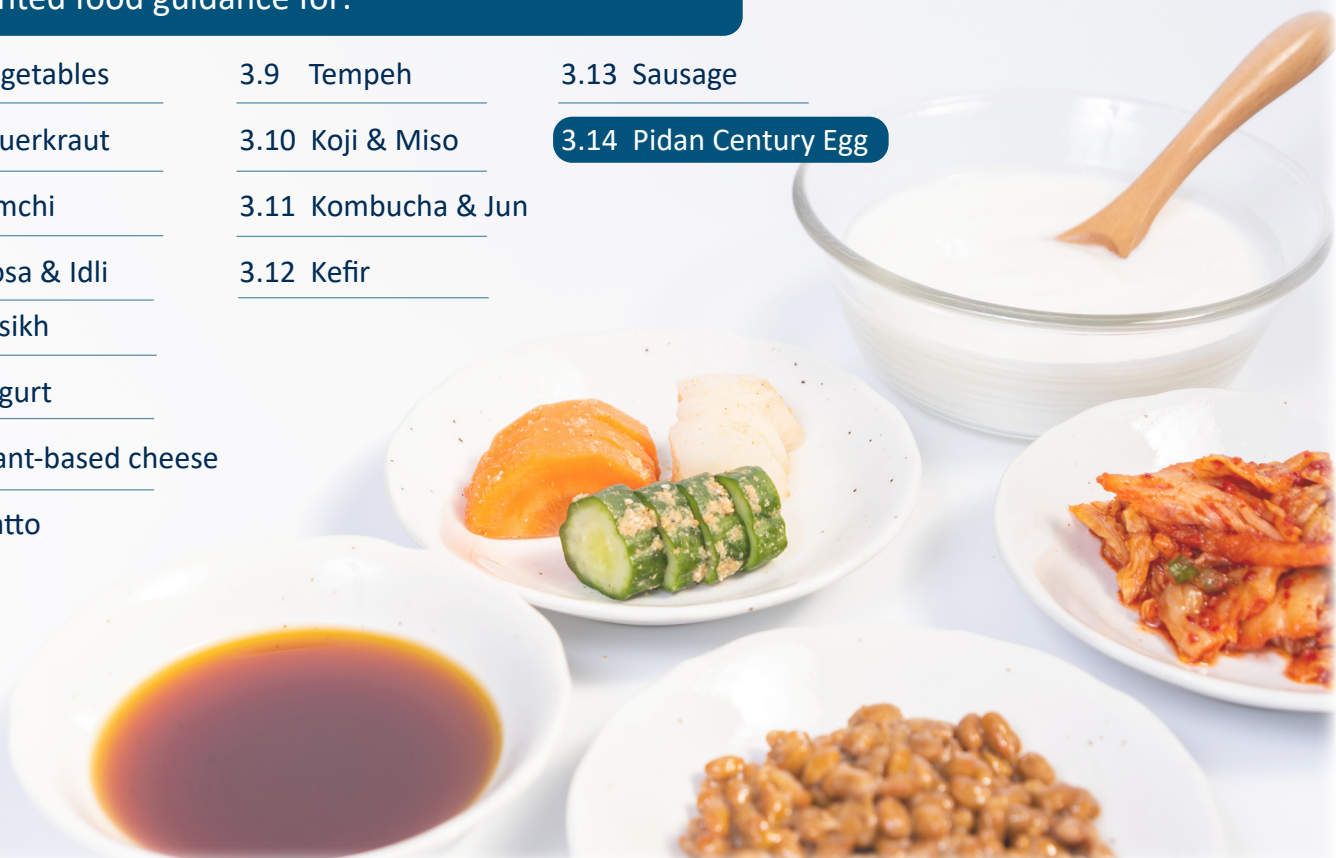 nted food guidance for:
getables
uerkraut
mchi
osa & Idli
sikh
gurt
ant-based cheese
atto
3.9 Tempeh
3.10 Koji & Miso
3.11 Kombucha & Jun
3.12 Kefir
3.13 Sausage
3.14 Pidan Century Egg